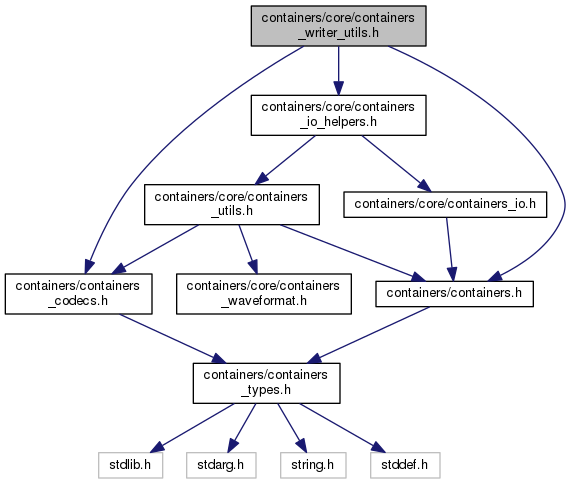 containers/core/containers
_writer_utils.h
containers/core/containers
_io_helpers.h
containers/core/containers
_utils.h
containers/core/containers_io.h
containers/containers
_codecs.h
containers/core/containers
_waveformat.h
containers/containers.h
containers/containers
_types.h
stdlib.h
stdarg.h
string.h
stddef.h